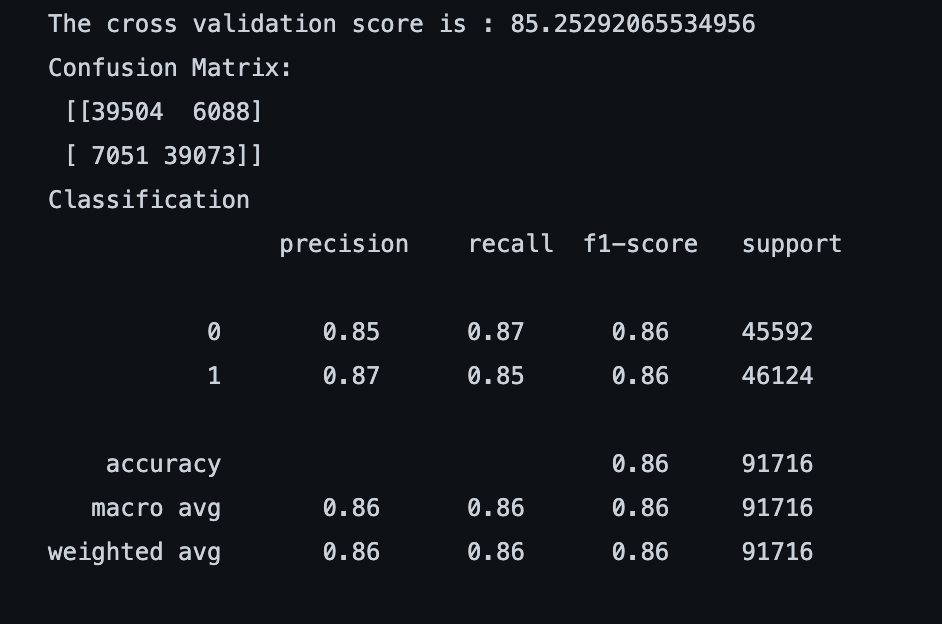 The cross validation score is : 85.25292065534956
Confusion Matrix:
[[39504  6088]
[ 7051 39073]]
Classification
precision    recall  f1-score   support
0       0.85      0.87      0.86     45592
1       0.87      0.85      0.86     46124
accuracy                           0.86     91716
macro avg       0.86      0.86      0.86     91716
weighted avg       0.86      0.86      0.86     91716